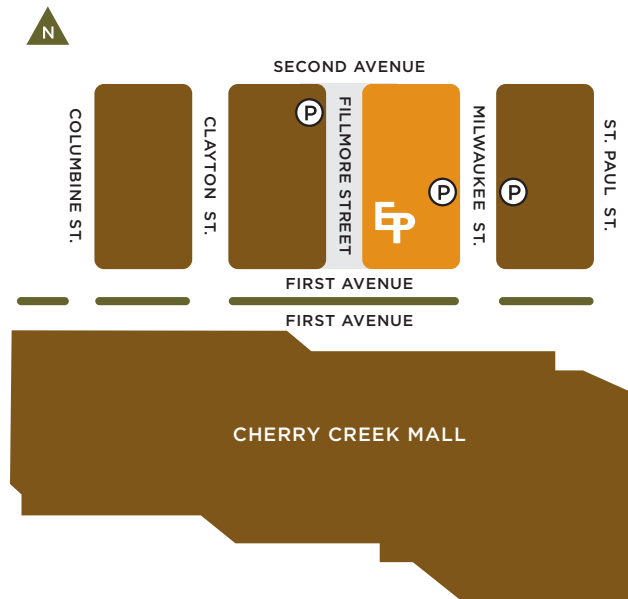 N
SECOND AVENUE
COLUMBINE ST.
CLAYTON ST.
P
FILLMORE STREET
EP
P
MILWAUKEE ST.
P
ST. PAUL ST.
FIRST AVENUE
FIRST AVENUE
CHERRY CREEK MALL